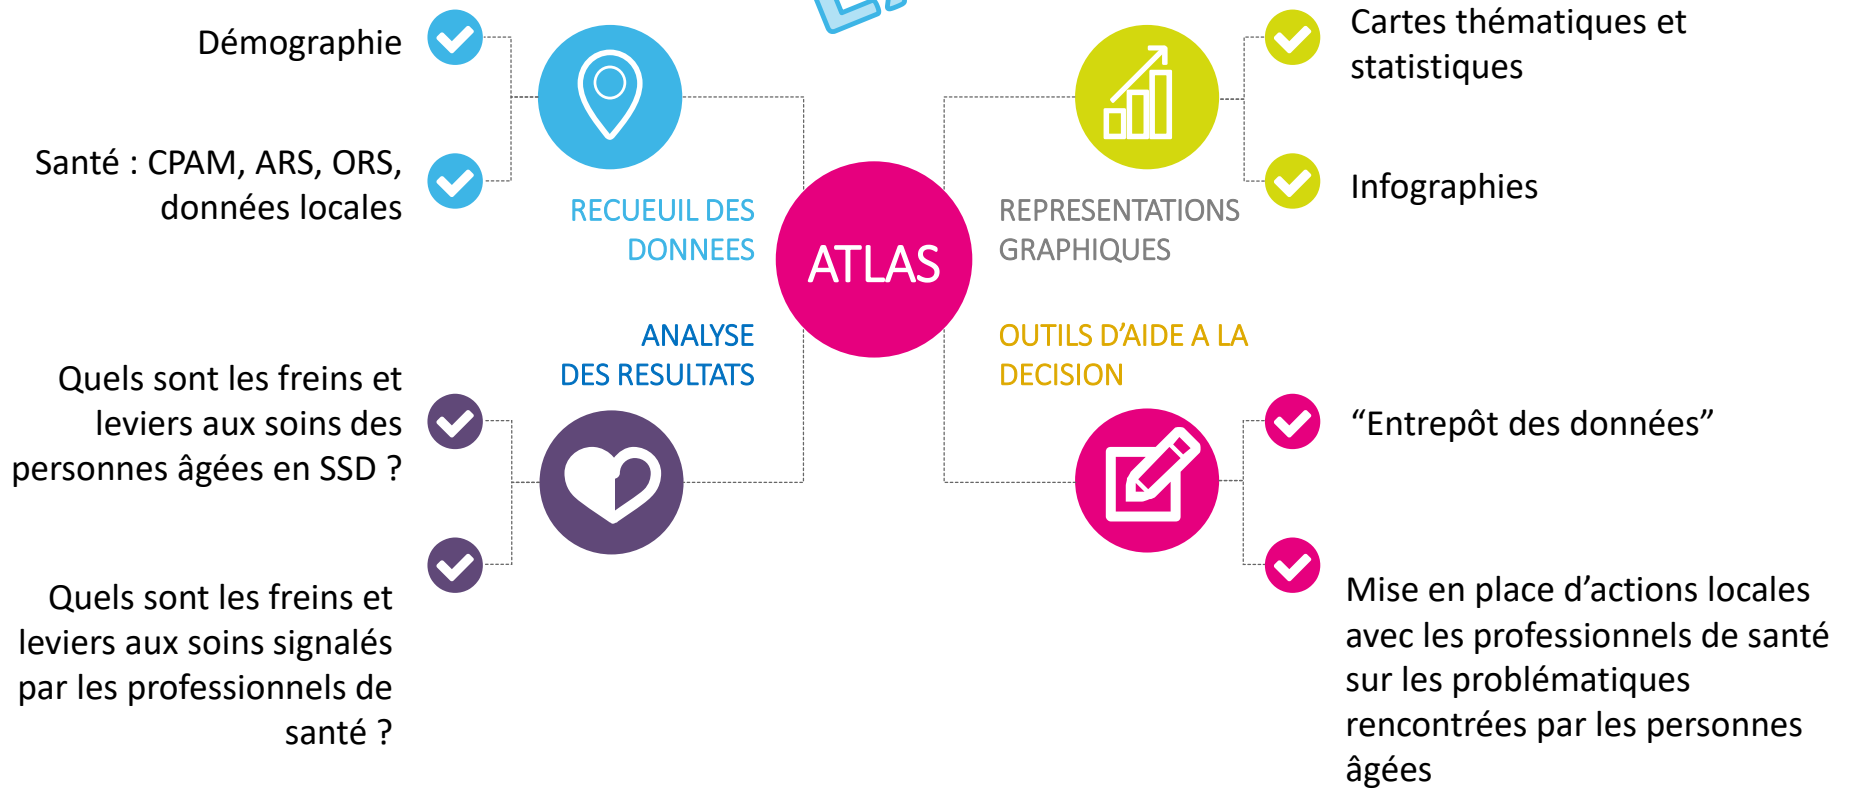 Démographie
Santé : CPAM, ARS, ORS,
données locales
RECUEUIL DES
DONNEES
ATLAS
REPRESENTATIONS
GRAPHIQUES
Cartes thématiques et
statistiques
Infographies
ANALYSE
DES RESULTATS
Quels sont les freins et
leviers aux soins des
personnes âgées en SSD ?
Quels sont les freins et
leviers aux soins signalés
par les professionnels de
santé ?
OUTILS D’AIDE A LA
DECISION
“Entrepôt des données”
Mise en place d’actions locales
avec les professionnels de santé
sur les problématiques
rencontrées par les personnes
âgées